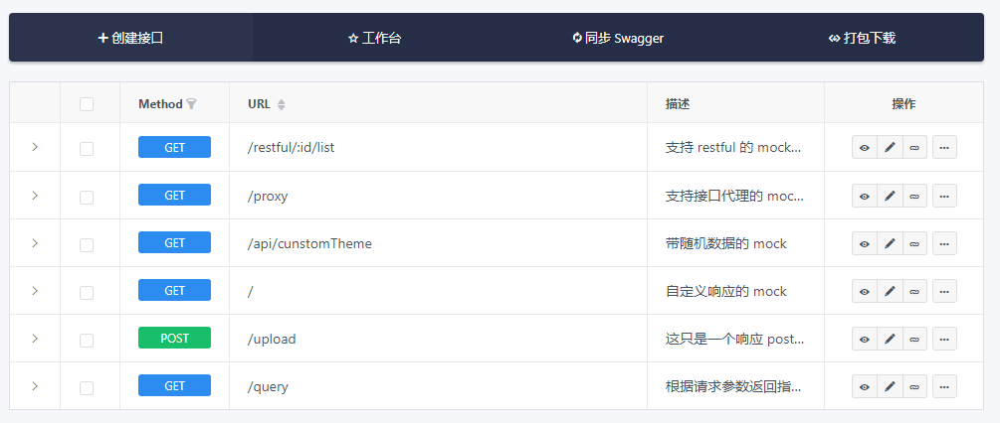 创建接口 工作台 同步 Swagger 打包下载
Method URL 描述 操作
GET /restful/:id/list 支持 restful 的 mock...
GET /proxy 支持接口代理的 moc...
GET /api/cunstomTheme 带随机数据的 mock
GET / 自定义响应的 mock
POST /upload 这只是一个响应 post...
GET /query 根据请求参数返回指...